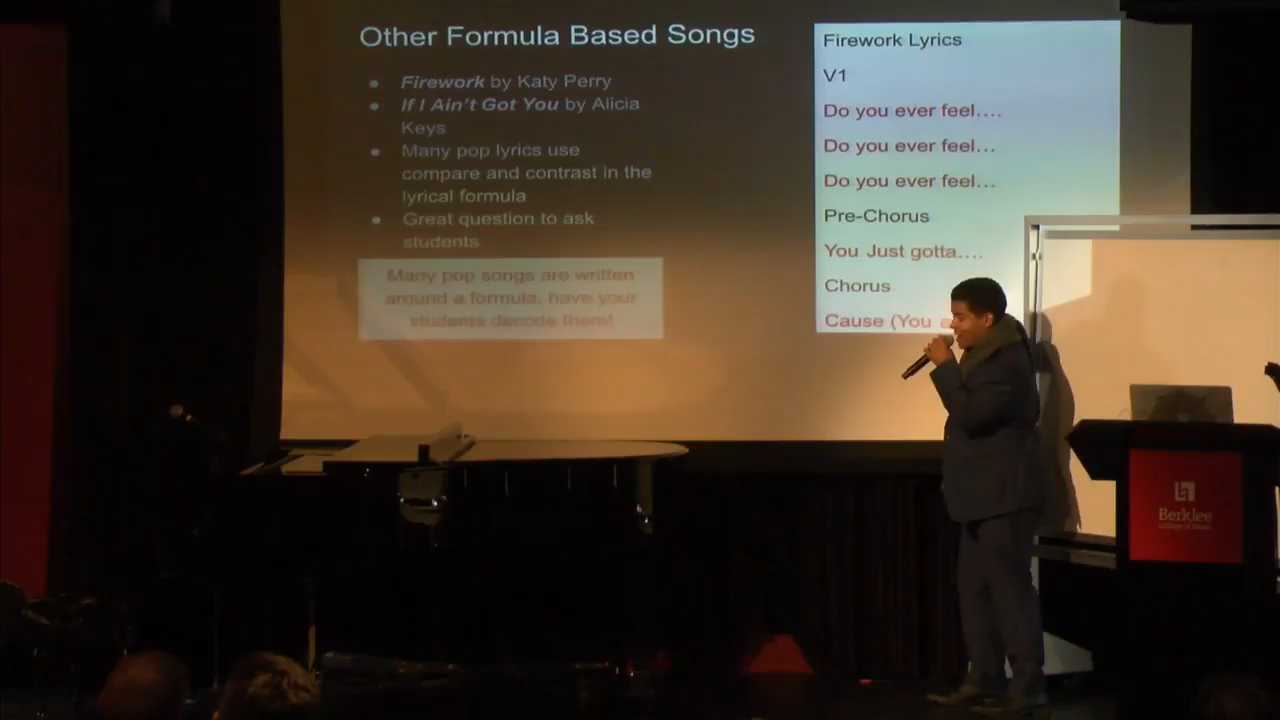 Other Formula Based Songs
Firework by Katy Perry
If I Ain't Got You by Alicia
Keys
Many pop lyrics use
compare and contrast in the
lyrical formula
Great question to ask
students
Many pop songs are written
around a formula, have your
students decode them!
Firework Lyrics
V1
Do you ever feel....
Do you ever feel...
Do you ever feel...
Pre-Chorus
You Just gotta....
Chorus
Cause (You
Berklee
College of Music